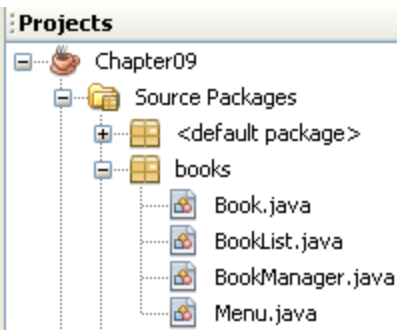 Projects
Chapter09
Source Packages
<default package>
books
Book.java
BookList.java
BookManager.java
Menu.java